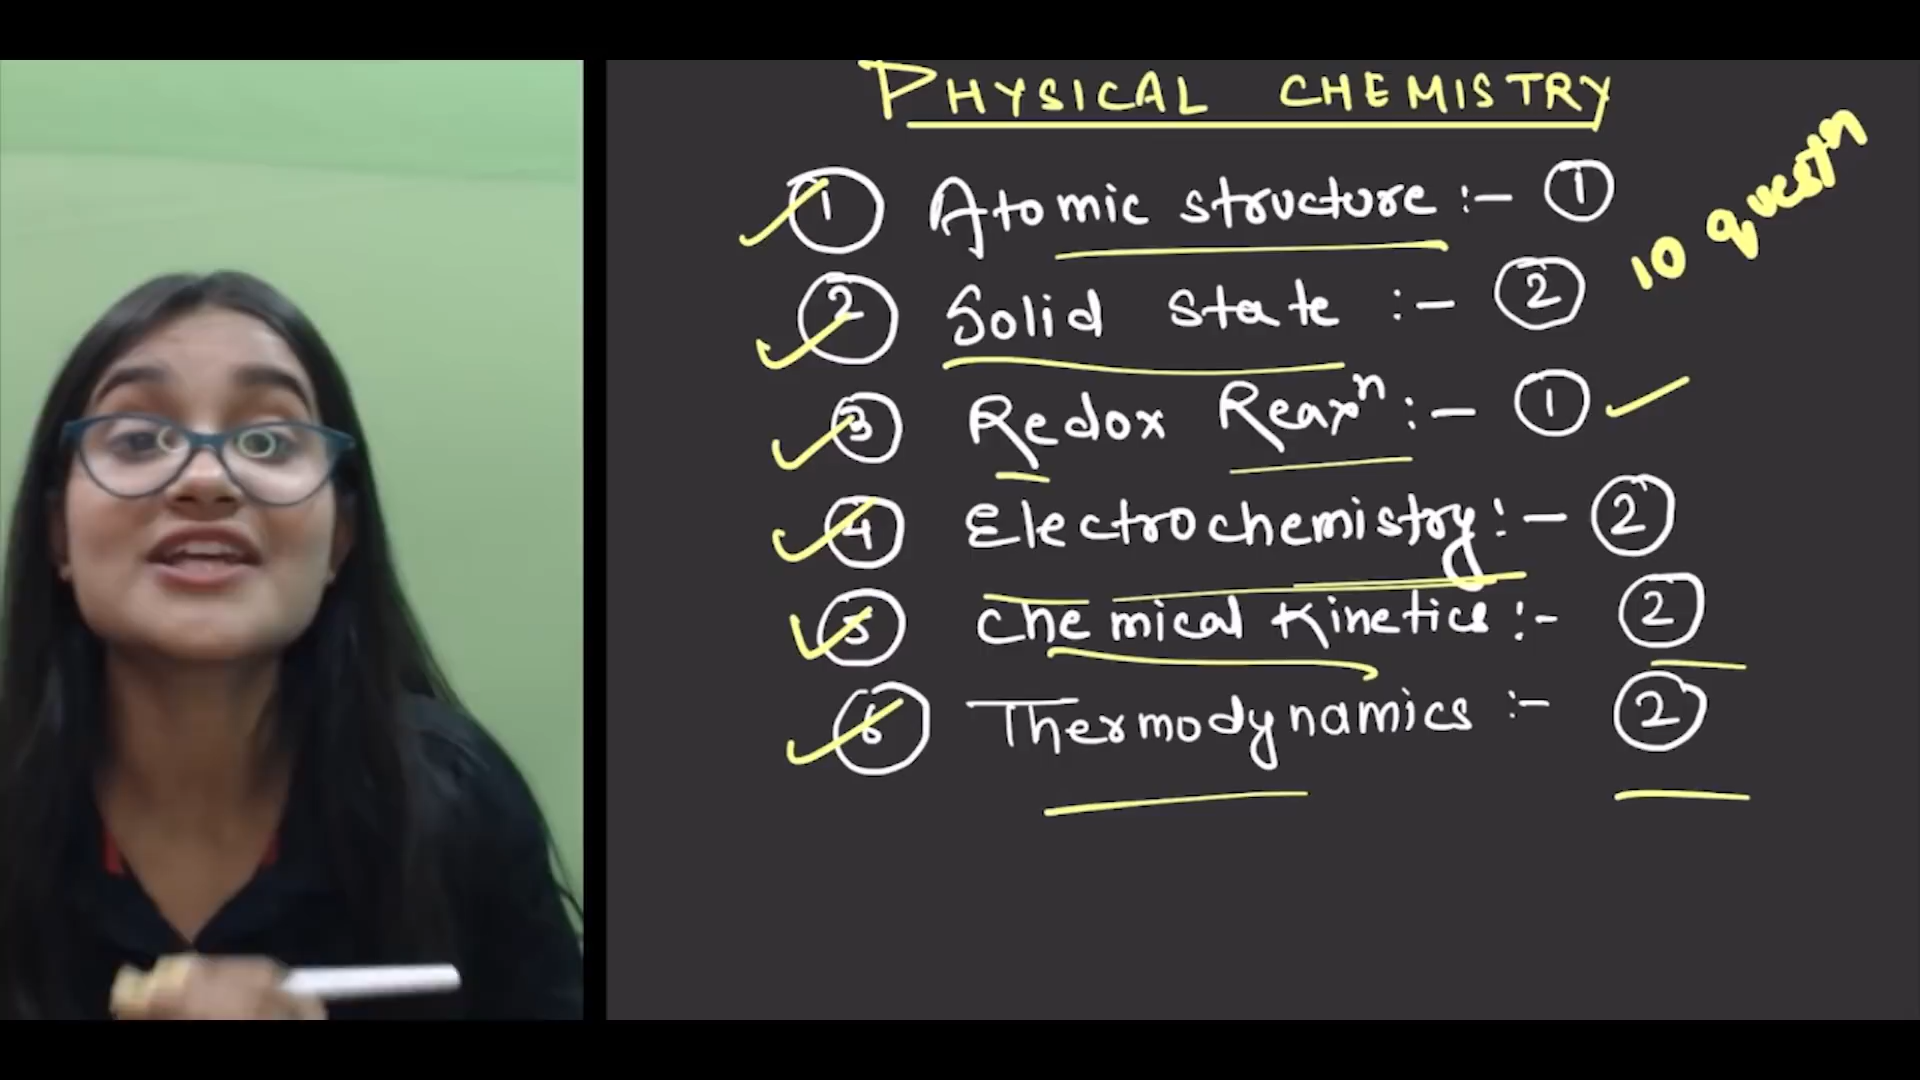 PHYSICAL CHEMISTRY
① Atomic structure :- ①
② Solid state :- ②
10 questⁿ
③ Redox Reaxⁿ :- ①
④ Electrochemistry :- ②
⑤ Chemical Kinetics :- ②
⑥ Thermodynamics :- ②